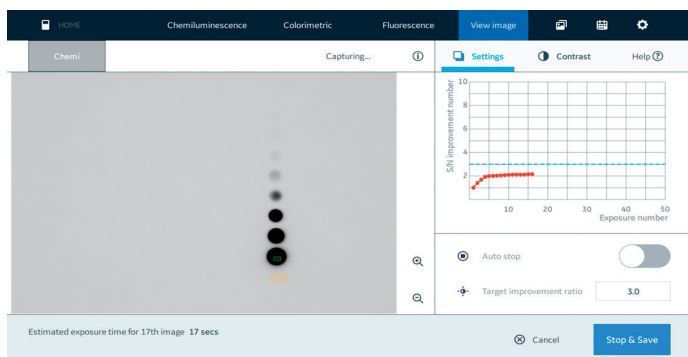 HOME Chemiluminescence Colorimetric Fluorescence View image
Chemi Capturing... Settings Contrast Help
S/N improvement number
10
8
6
4
2
10 20 30 40 50
Exposure number
Auto stop
Target improvement ratio 3.0
Estimated exposure time for 17th image 17 secs
Cancel Stop & Save